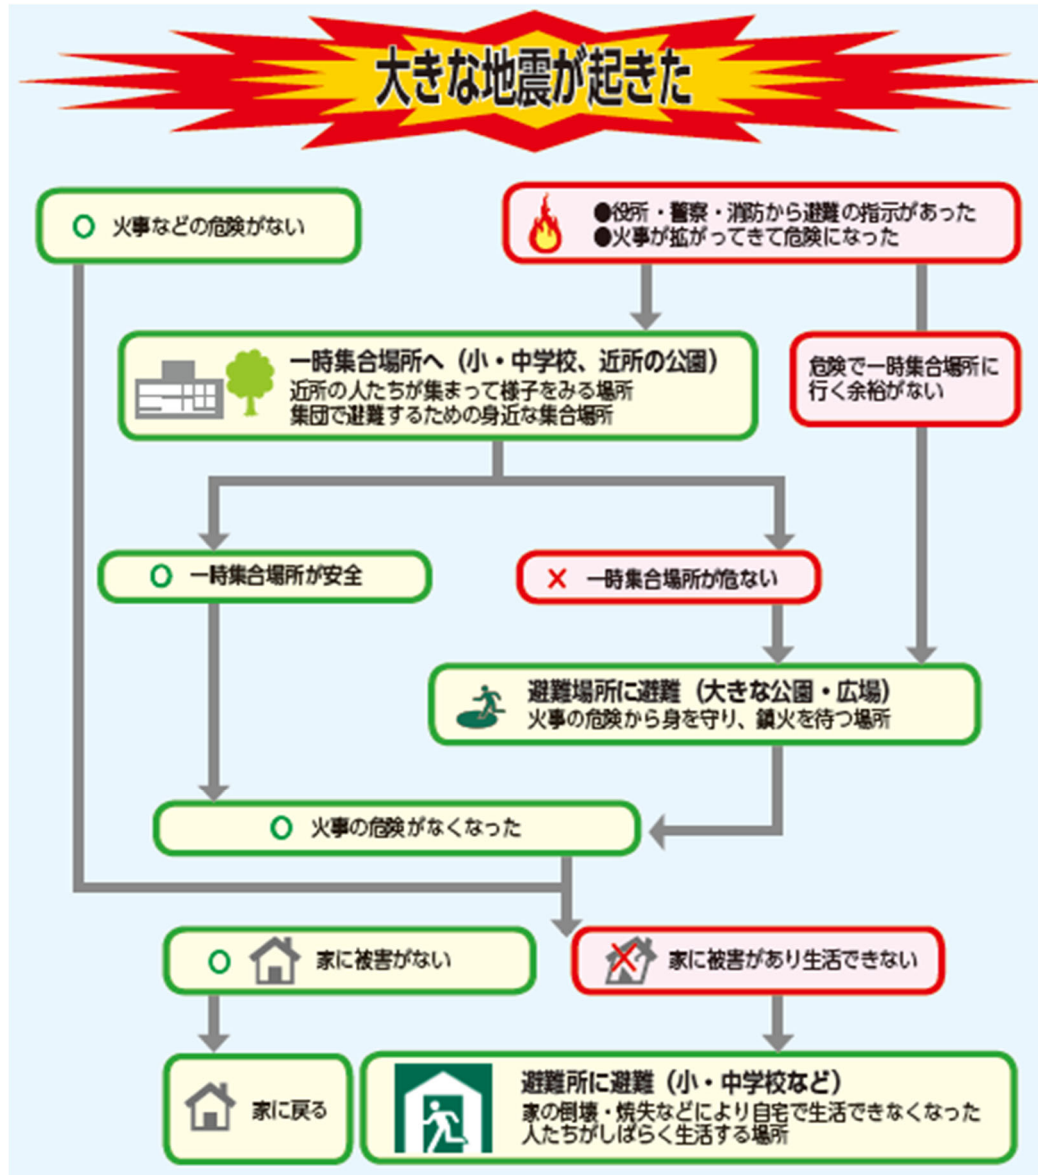 大きな地震が起きた
火事などの危険がない
●役所・警察・消防から避難の指示があった
●火事が拡がってきて危険になった
一時集合場所へ（小・中学校、近所の公園）
近所の人たちが集まって様子をみる場所
集団で避難するための身近な集合場所
危険で一時集合場所に
行く余裕がない
一時集合場所が安全
一時集合場所が危ない
避難場所に避難（大きな公園・広場）
火事の危険から身を守り、鎮火を待つ場所
火事の危険がなくなった
家に被害がない
家に被害があり生活できない
家に戻る
避難所に避難（小・中学校など）
家の倒壊・焼失などにより自宅で生活できなくなった
人たちがしばらく生活する場所